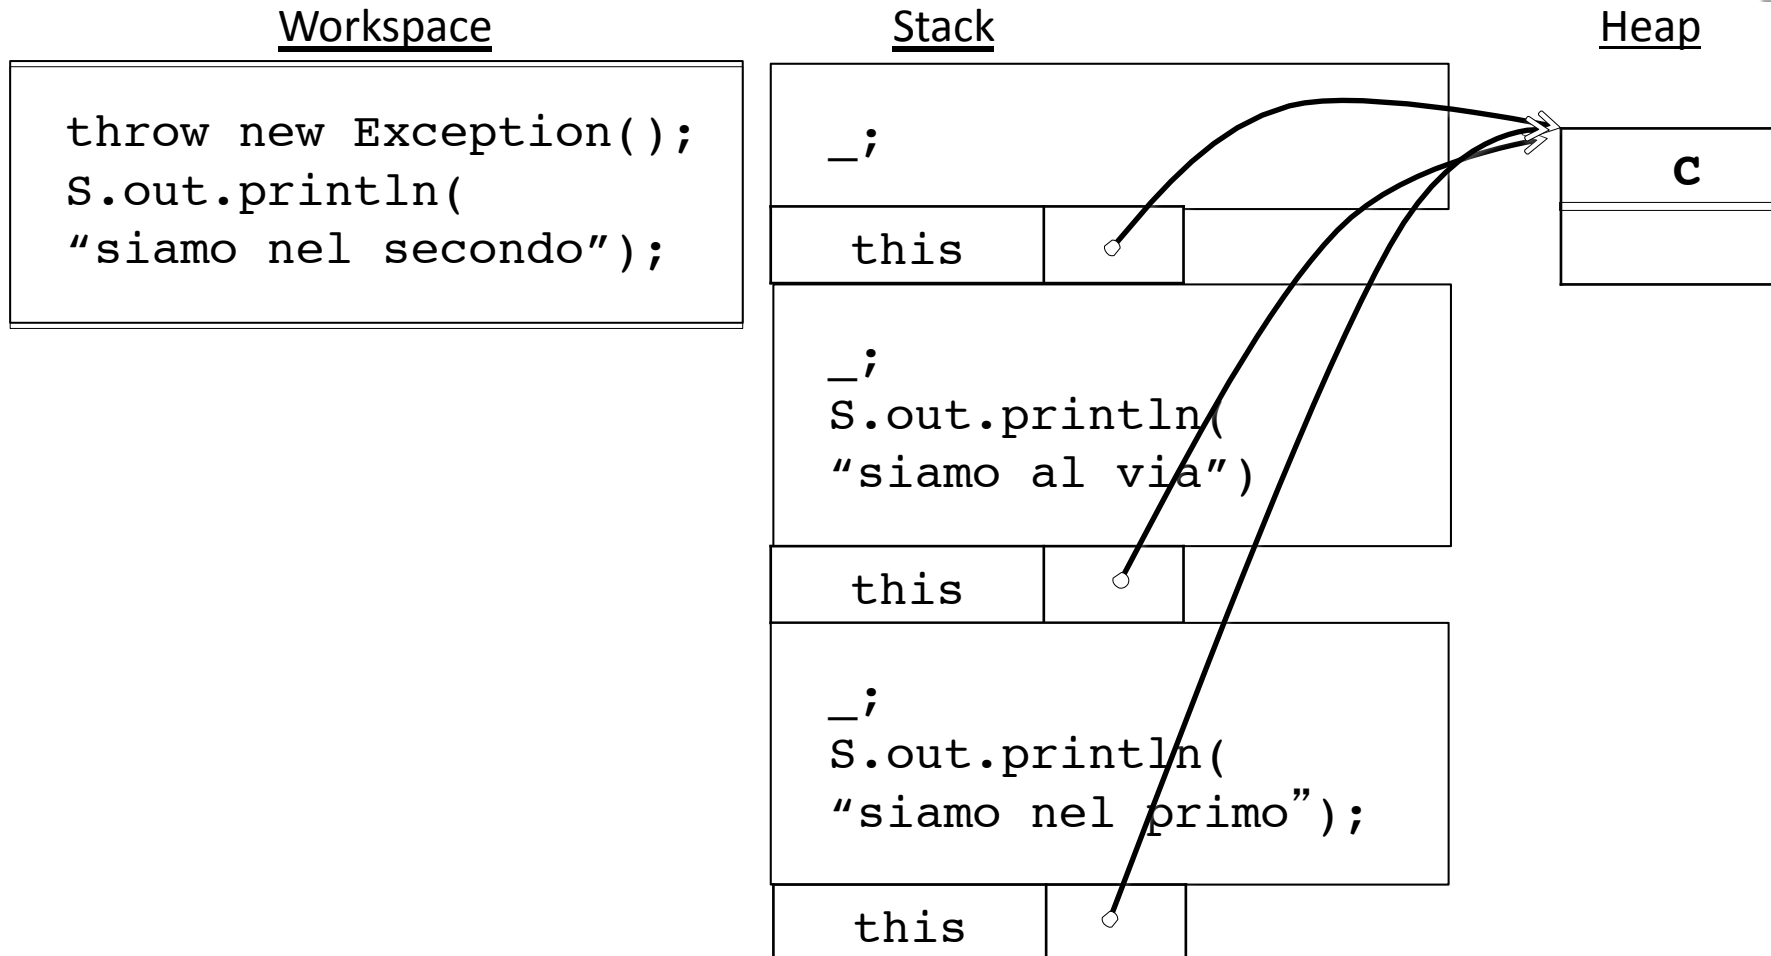 Workspace
Stack
Heap
throw new Exception();
S.out.println(
“siamo nel secondo”);
_;
this
_;
S.out.println(
“siamo al via”)
this
_;
S.out.println(
“siamo nel primo”);
this
C